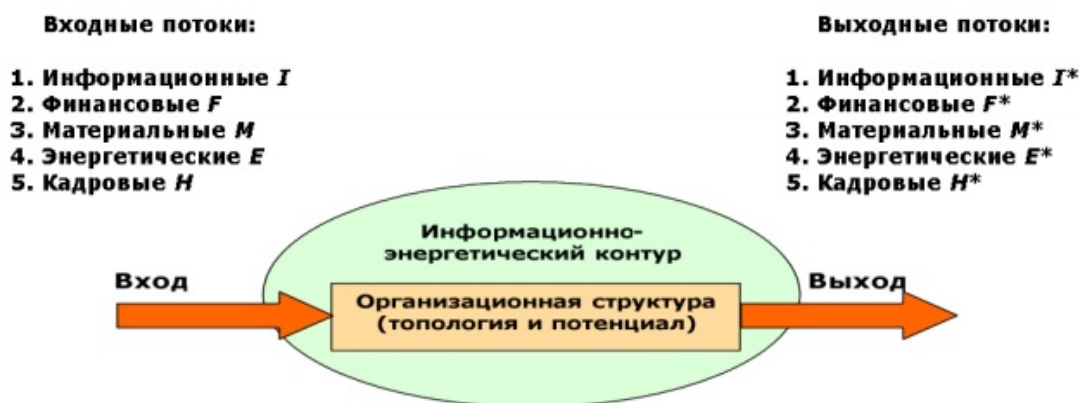 Входные потоки:
1. Информационные I
2. Финансовые F
3. Материальные M
4. Энергетические E
5. Кадровые H
Выходные потоки:
1. Информационные I*
2. Финансовые F*
3. Материальные M*
4. Энергетические E*
5. Кадровые H*
Информационно-
энергетический контур
Вход
Организационная структура
(топология и потенциал)
Выход